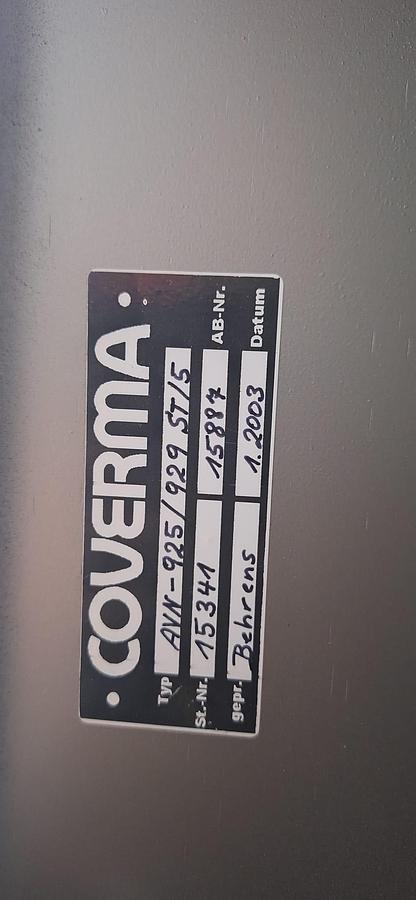 COVERMA
Typ AVN-925/929 ST/5
St.-Nr. 15341 15887 AB-Nr.
gepr. Behrens 1.2003 Datum